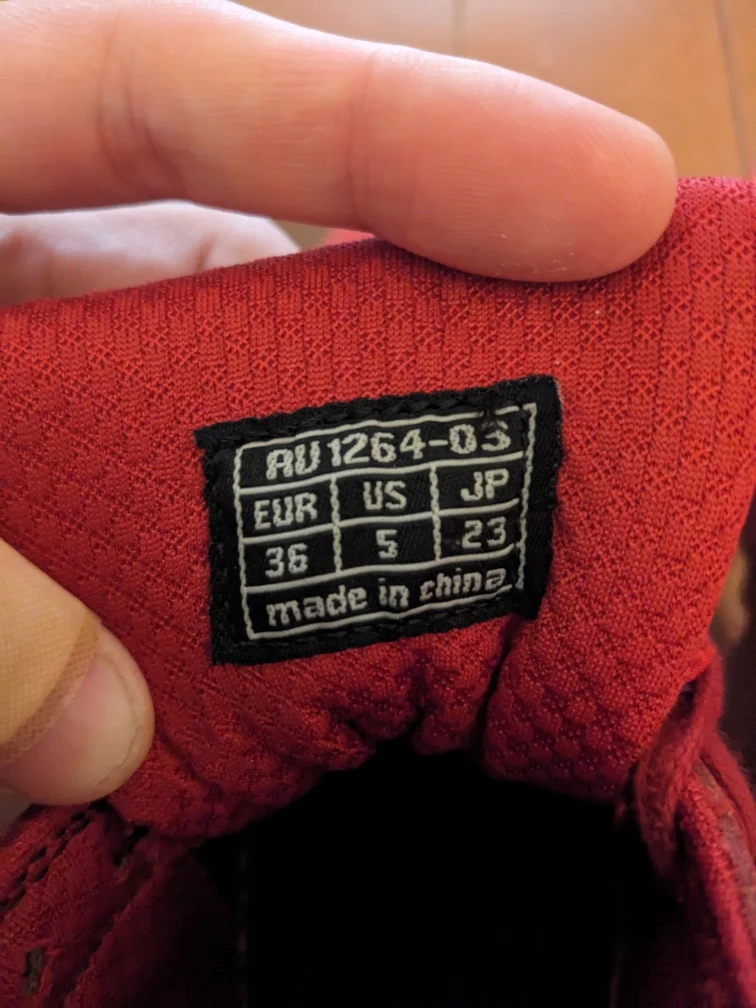 AU1264-03
EUR US JP
36 5 23
made in china